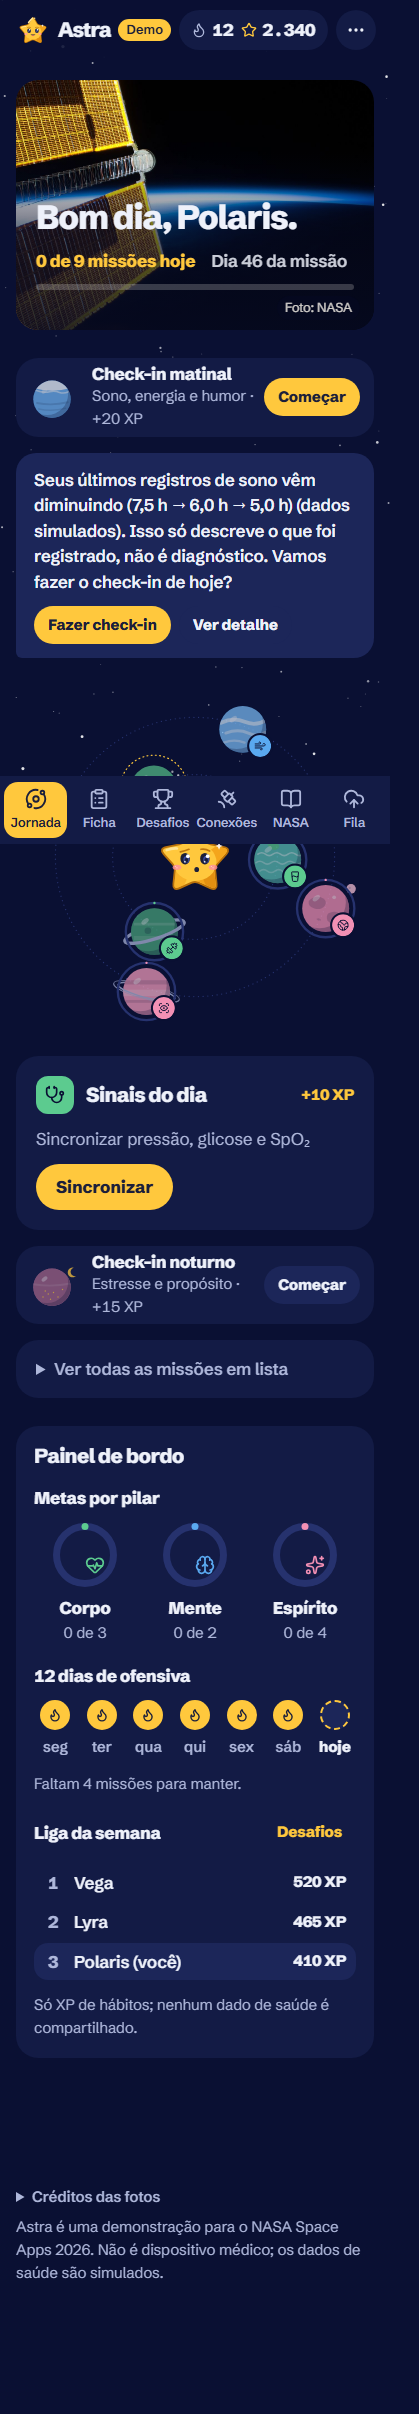 Astra Demo 12 2.340
Bom dia, Polaris.
0 de 9 missões hoje Dia 46 da missão
Foto: NASA
Check-in matinal
Sono, energia e humor ·
+20 XP
Começar
Seus últimos registros de sono vêm
diminuindo (7,5 h → 6,0 h → 5,0 h) (dados
simulados). Isso só descreve o que foi
registrado, não é diagnóstico. Vamos
fazer o check-in de hoje?
Fazer check-in Ver detalhe
Jornada Ficha Desafios Conexões NASA Fila
Sinais do dia +10 XP
Sincronizar pressão, glicose e SpO₂
Sincronizar
Check-in noturno
Estresse e propósito ·
+15 XP
Começar
Ver todas as missões em lista
Painel de bordo
Metas por pilar
Corpo Mente Espírito
0 de 3 0 de 2 0 de 4
12 dias de ofensiva
seg ter qua qui sex sáb hoje
Faltam 4 missões para manter.
Liga da semana Desafios
1 Vega 520 XP
2 Lyra 465 XP
3 Polaris (você) 410 XP
Só XP de hábitos; nenhum dado de saúde é
compartilhado.
Créditos das fotos
Astra é uma demonstração para o NASA Space
Apps 2026. Não é dispositivo médico; os dados de
saúde são simulados.